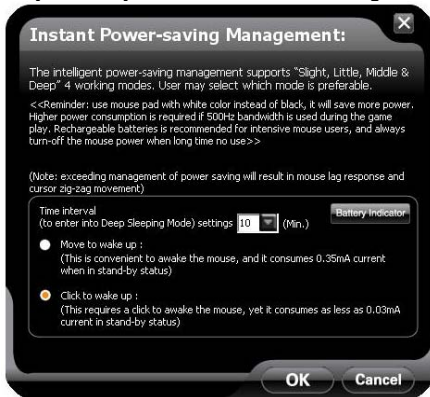 Instant Power-saving Management:
The intelligent power-saving management supports "Slight, Little, Middle &
Deep" 4 working modes. User may select which mode is preferable.
<<Reminder: use mouse pad with white color instead of black, it will save more power.
Higher power consumption is required if 500Hz bandwidth is used during the game
play. Rechargeable batteries is recommended for intensive mouse users, and always
turn-off the mouse power when long time no use>>
(Note: exceeding management of power saving will result in mouse lag response and
cursor zig-zag movement)
Time interval
(to enter into Deep Sleeping Mode) settings 10 (Min.)
Battery Indicator
Move to wake up :
(This is convenient to awake the mouse, and it consumes 0.35mA current
when in stand-by status)
Click to wake up :
(This requires a click to awake the mouse, yet it consumes as less as 0.03mA
current in stand-by status)
OK Cancel